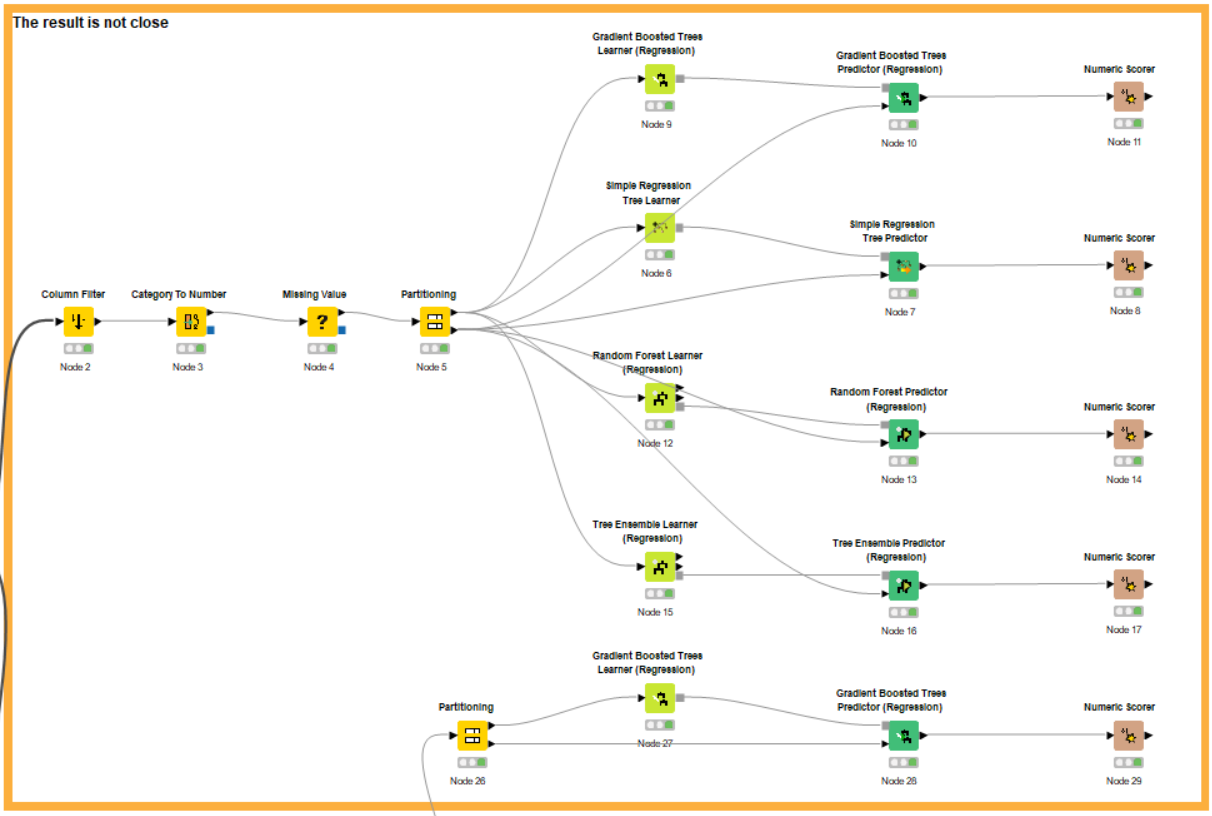 The result is not close
Gradient Boosted Trees
Learner (Regression)
Node 9
Gradient Boosted Trees
Predictor (Regression)
Node 10
Numeric Scorer
Node 11
Simple Regression
Tree Learner
Node 6
Simple Regression
Tree Predictor
Node 7
Numeric Scorer
Node 8
Column Filter
Node 2
Category To Number
Node 3
Missing Value
?
Node 4
Partitioning
Node 5
Random Forest Learner
(Regression)
Node 12
Random Forest Predictor
(Regression)
Node 13
Numeric Scorer
Node 14
Tree Ensemble Learner
(Regression)
Node 15
Tree Ensemble Predictor
(Regression)
Node 16
Numeric Scorer
Node 17
Partitioning
Node 26
Gradient Boosted Trees
Learner (Regression)
Node 27
Gradient Boosted Trees
Predictor (Regression)
Node 28
Numeric Scorer
Node 29